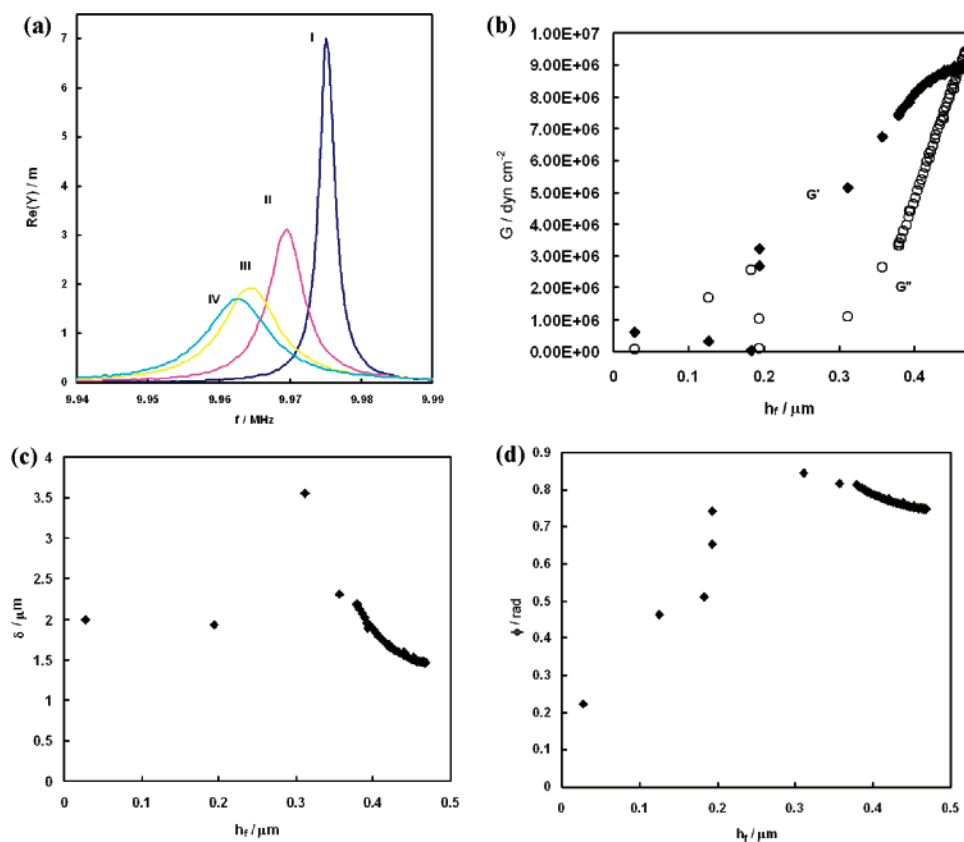 (a)
I
II
III
IV
Re(Y) / m
7
6
5
4
3
2
1
0
9.94 9.95 9.96 9.97 9.98 9.99
f / MHz
(b)
G / dyn cm⁻²
1.00E+07
9.00E+06
8.00E+06
7.00E+06
6.00E+06
5.00E+06
4.00E+06
3.00E+06
2.00E+06
1.00E+06
0.00E+00
G'
G"
0 0.1 0.2 0.3 0.4
hf / μm
(c)
δ / μm
4
3.5
3
2.5
2
1.5
1
0.5
0
0 0.1 0.2 0.3 0.4 0.5
hf / μm
(d)
ϕ / rad
0.9
0.8
0.7
0.6
0.5
0.4
0.3
0.2
0.1
0
0 0.1 0.2 0.3 0.4 0.5
hf / μm